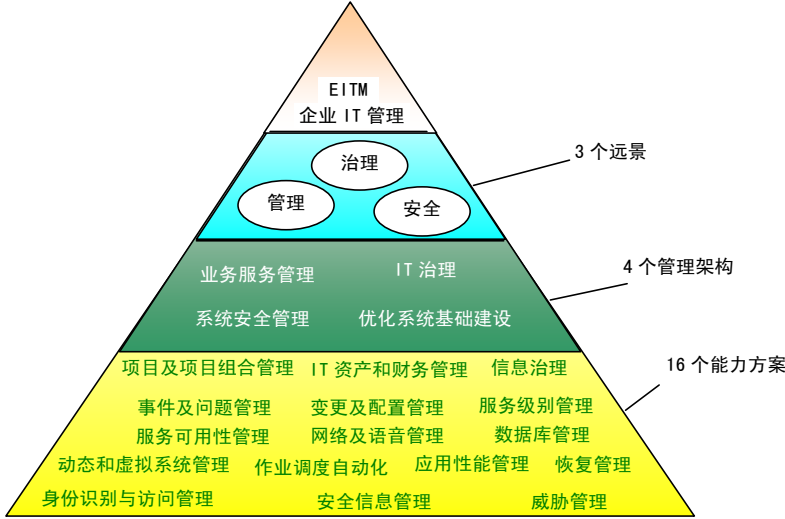 EITM
企业 IT 管理
3 个远景
治理
管理
安全
4 个管理架构
业务服务管理
IT 治理
系统安全管理
优化系统基础建设
16 个能力方案
项目及项目组合管理
IT 资产和财务管理
信息治理
事件及问题管理
变更及配置管理
服务级别管理
服务可用性管理
网络及语音管理
数据库管理
动态和虚拟系统管理
作业调度自动化
应用性能管理
恢复管理
身份识别与访问管理
安全信息管理
威胁管理